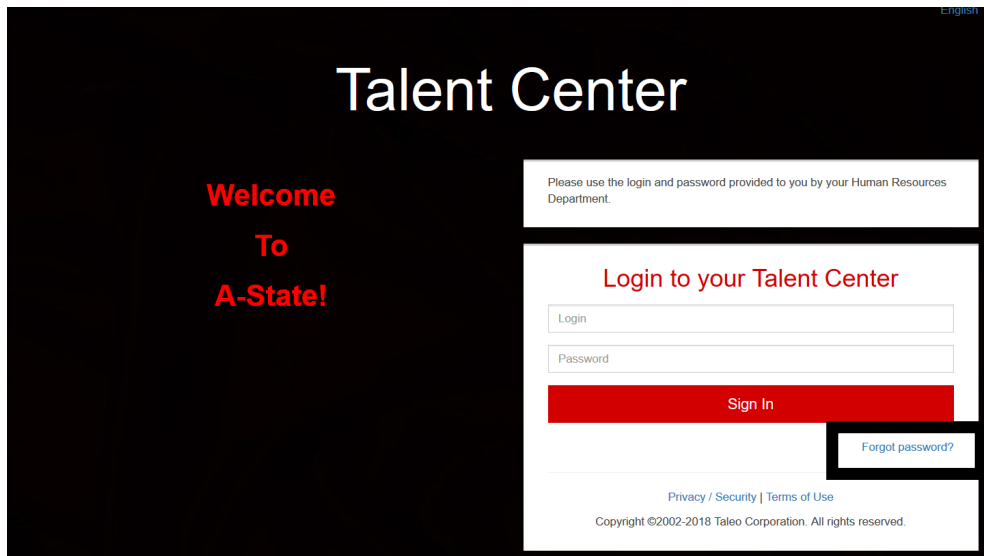 English
Talent Center
Welcome
To
A-State!
Please use the login and password provided to you by your Human Resources
Department.
Login to your Talent Center
Login
Password
Sign In
Forgot password?
Privacy / Security | Terms of Use
Copyright ©2002-2018 Taleo Corporation. All rights reserved.